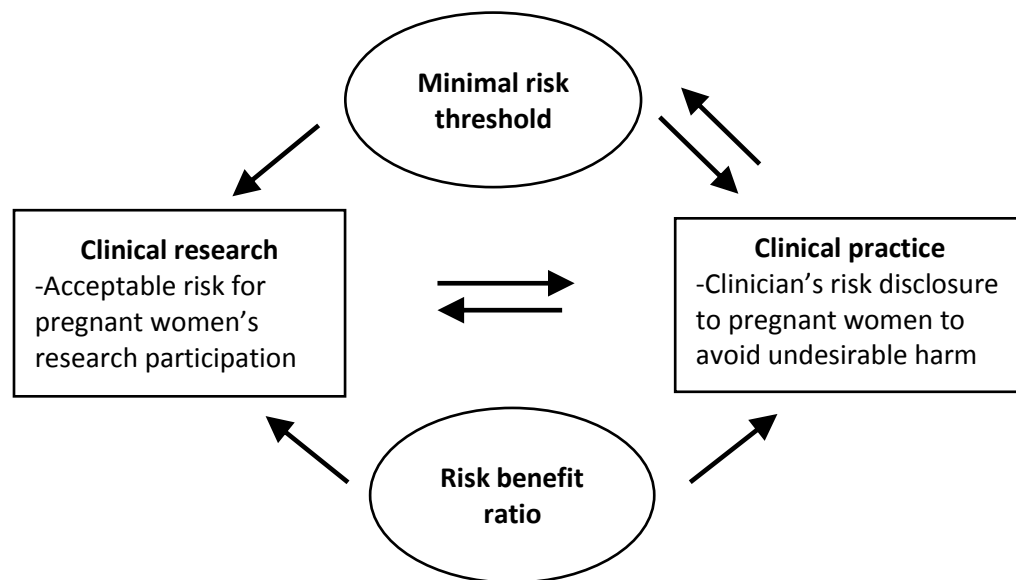 Minimal risk
threshold
Clinical research
-Acceptable risk for
pregnant women’s
research participation
Clinical practice
-Clinician’s risk disclosure
to pregnant women to
avoid undesirable harm
Risk benefit
ratio